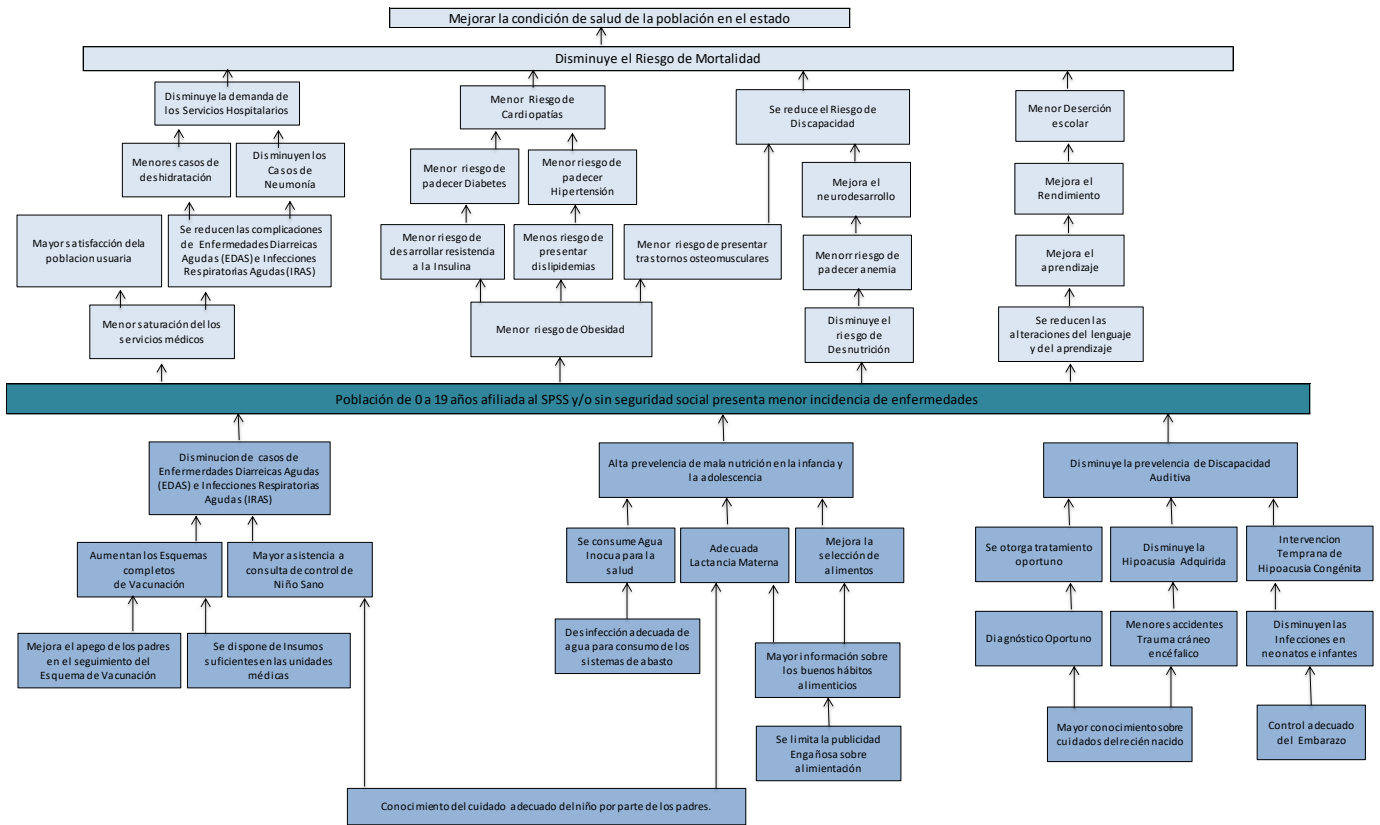 Mejorar la condición de salud de la población en el estado
Disminuye el Riesgo de Mortalidad
Disminuye la demanda de
los Servicios Hospitalarios
Menor Riesgo de
Cardiopatías
Se reduce el Riesgo de
Discapacidad
Menor Deserción
escolar
Menores casos de
deshidratación
Disminuyen los
Casos de
Neumonía
Menor riesgo de
padecer Diabetes
Menor riesgo de
padecer
Hipertensión
Mejora el
neurodesarrollo
Mejora el
Rendimiento
Mayor satisfacción dela
poblacion usuaria
Se reducen las complicaciones
de Enfermedades Diarreicas
Agudas (EDAS) e Infecciones
Respiratorias Agudas (IRAS)
Menor riesgo de
desarrollar resistencia
a la Insulina
Menos riesgo de
presentar
dislipidemias
Menor riesgo de presentar
trastornos osteomusculares
Menorr riesgo de
padecer anemia
Mejora el
aprendizaje
Menor saturación del los
servicios médicos
Menor riesgo de Obesidad
Disminuye el
riesgo de
Desnutrición
Se reducen las
alteraciones del lenguaje
y del aprendizaje
Población de 0 a 19 años afiliada al SPSS y/o sin seguridad social presenta menor incidencia de enfermedades
Disminucion de casos de
Enfermerdades Diarreicas Agudas
(EDAS) e Infecciones Respiratorias
Agudas (IRAS)
Alta prevelencia de mala nutrición en la infancia y
la adolescencia
Disminuye la prevelencia de Discapacidad
Auditiva
Aumentan los Esquemas
completos
de Vacunación
Mayor asistencia a
consulta de control de
Niño Sano
Se consume Agua
Inocua para la
salud
Adecuada
Lactancia Materna
Mejora la
selección de
alimentos
Se otorga tratamiento
oportuno
Disminuye la
Hipoacusia Adquirida
Intervencion
Temprana de
Hipoacusia Congénita
Mejora el apego de los padres
en el seguimiento del
Esquema de Vacunación
Se dispone de Insumos
suficientes en las unidades
médicas
Desinfección adecuada de
agua para consumo de los
sistemas de abasto
Mayor información sobre
los buenos hábitos
alimenticios
Diagnóstico Oportuno
Menores accidentes
Trauma cráneo
encéfalico
Disminuyen las
Infecciones en
neonatos e infantes
Se limita la publicidad
Engañosa sobre
alimientación
Mayor conocimiento sobre
cuidados del recién nacido
Control adecuado
del Embarazo
Conocimiento del cuidado adecuado del niño por parte de los padres.